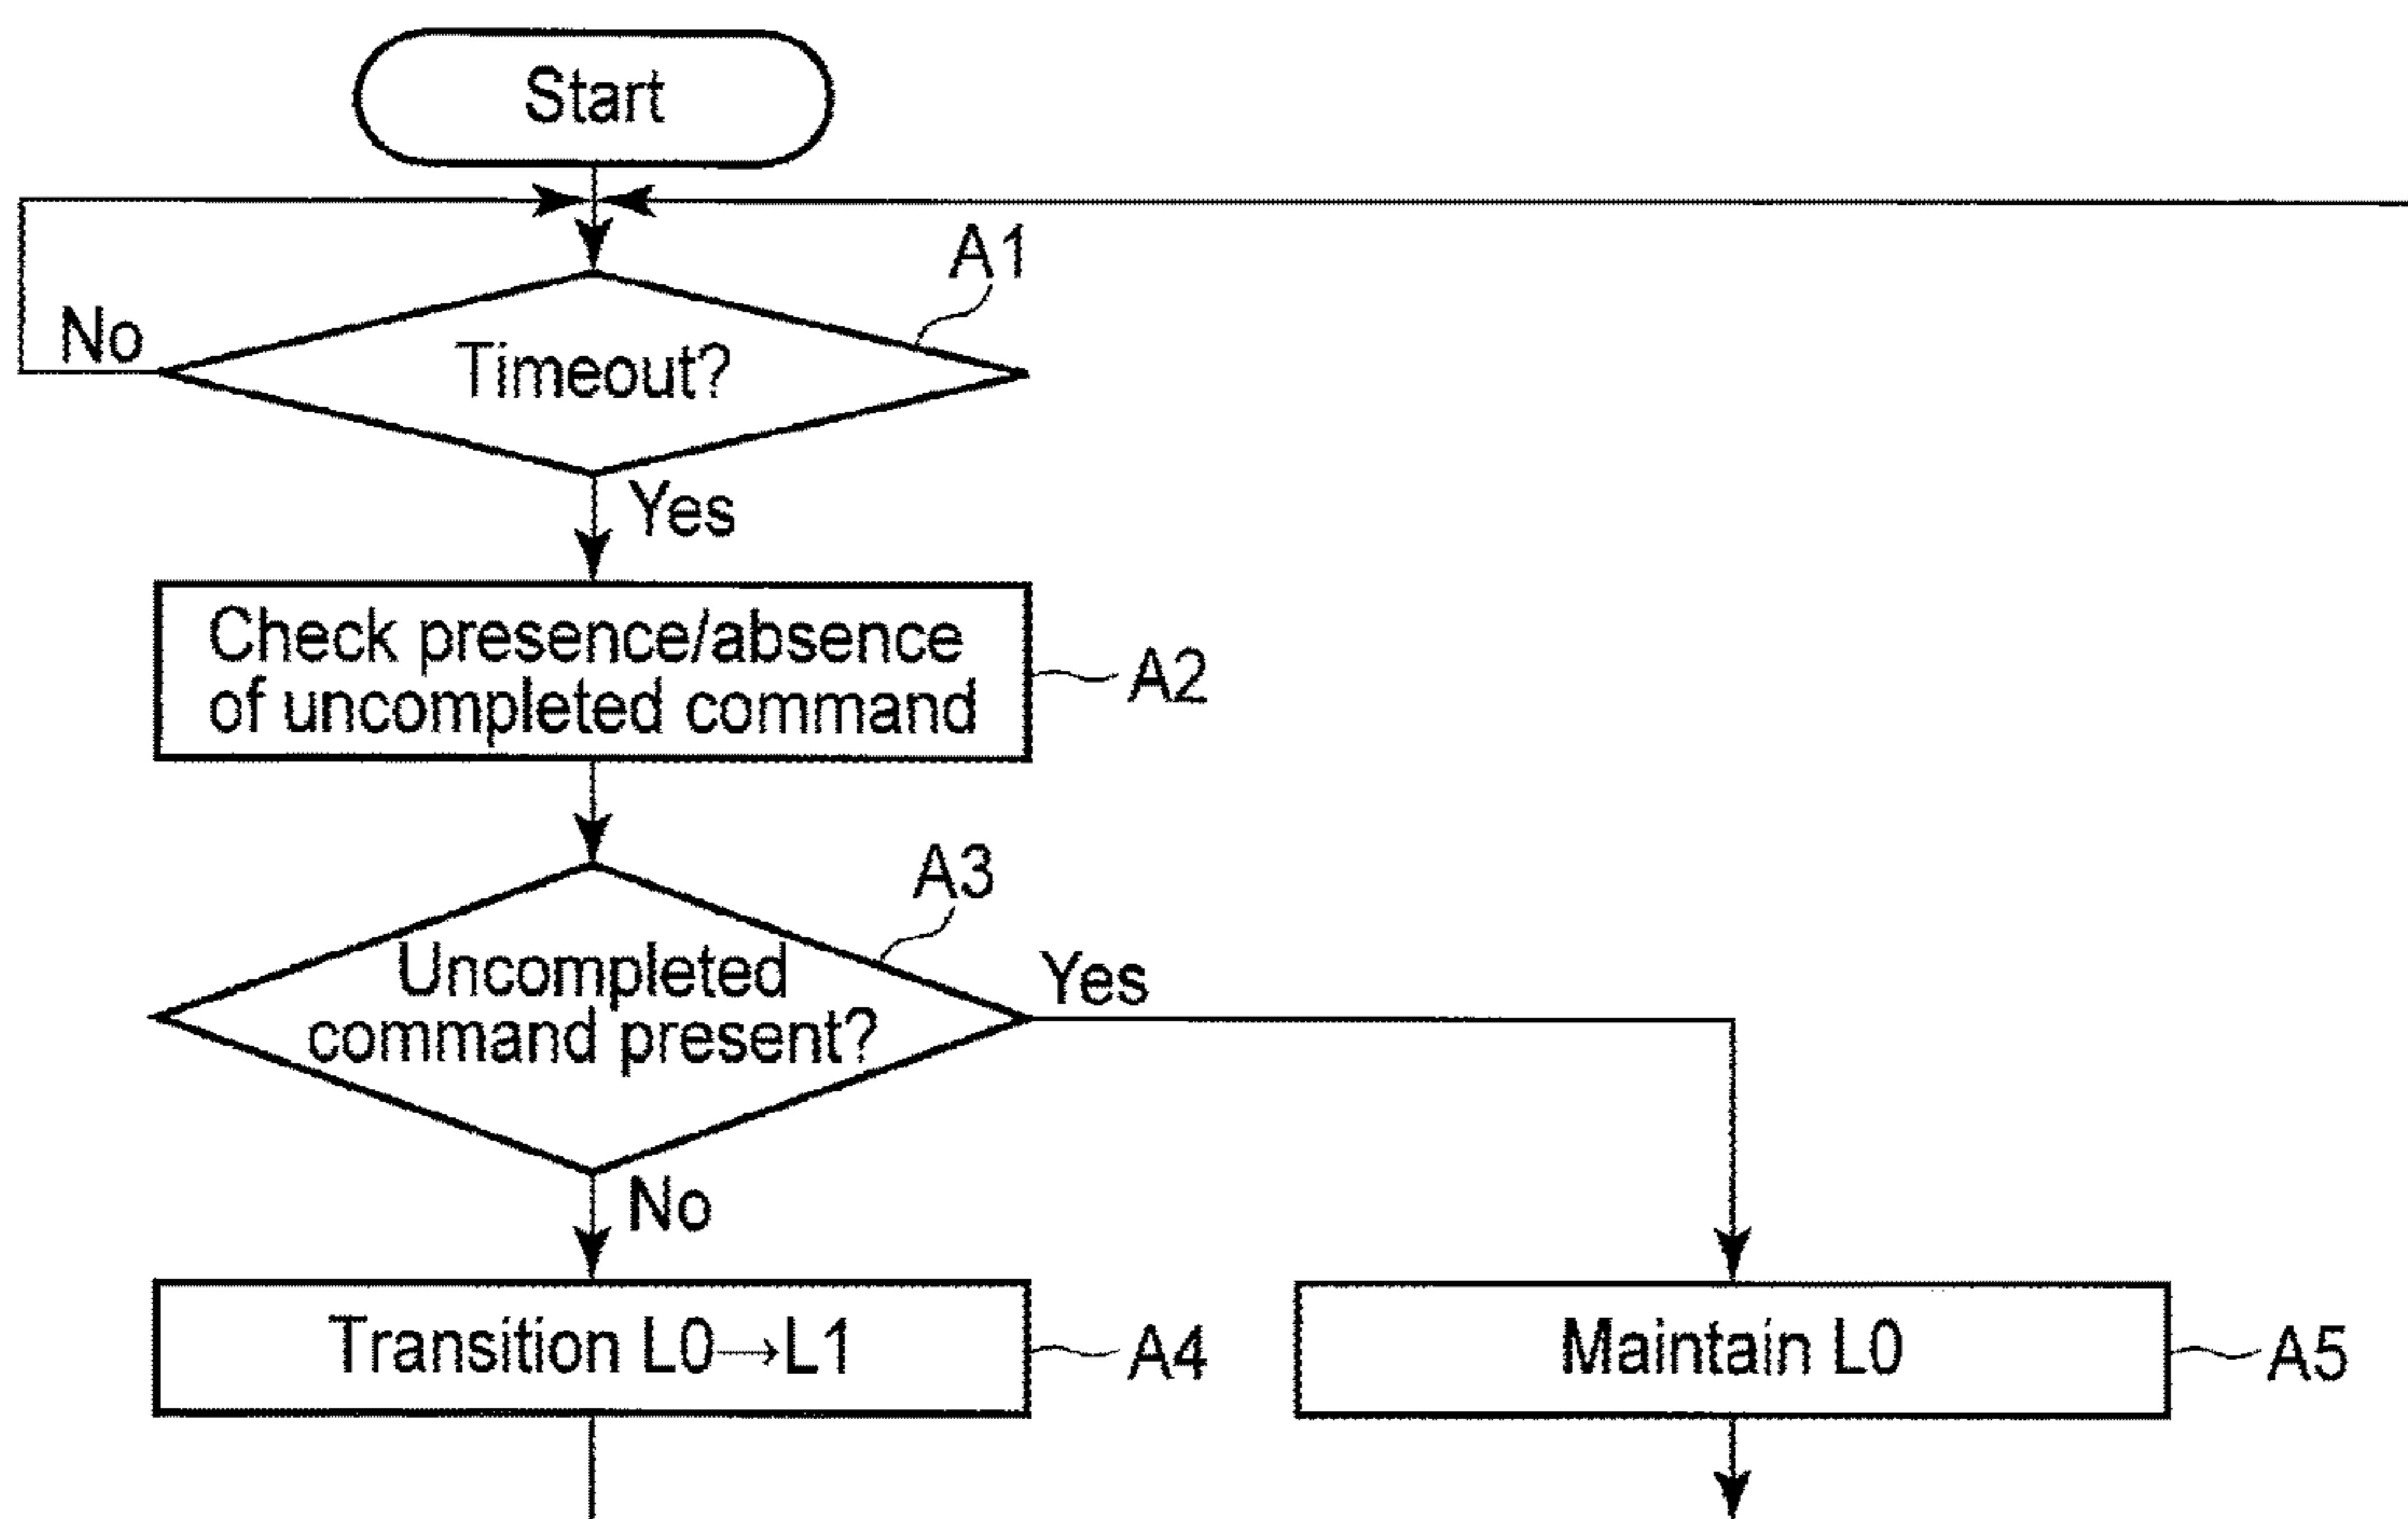 Start
A1
No
Timeout?
Yes
Check presence/absence
of uncompleted command
A2
A3
Uncompleted
command present?
Yes
No
Transition L0→L1
A4
Maintain L0
A5